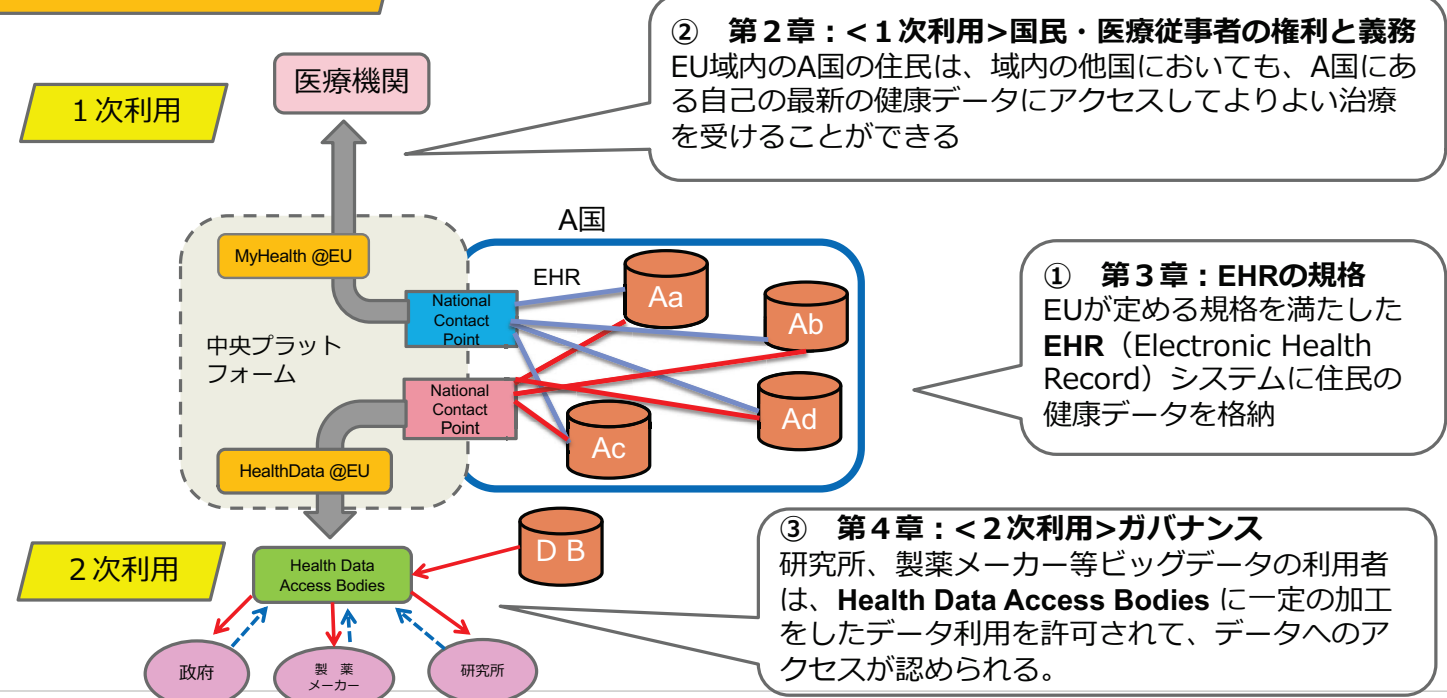 ② 第２章：<１次利用>国民・医療従事者の権利と義務
EU域内のA国の住民は、域内の他国においても、A国にあ
る自己の最新の健康データにアクセスしてよりよい治療
を受けることができる
医療機関
１次利用
A国
MyHealth @EU
EHR
Aa
National
Contact
Point
Ab
中央プラット
フォーム
① 第３章：EHRの規格
EUが定める規格を満たした
EHR（Electronic Health
Record）システムに住民の
健康データを格納
National
Contact
Point
Ad
Ac
HealthData @EU
D B
２次利用
Health Data
Access Bodies
③ 第４章：<２次利用>ガバナンス
研究所、製薬メーカー等ビッグデータの利用者
は、Health Data Access Bodies に一定の加工
をしたデータ利用を許可されて、データへのア
クセスが認められる。
政府
製 薬
メーカー
研究所